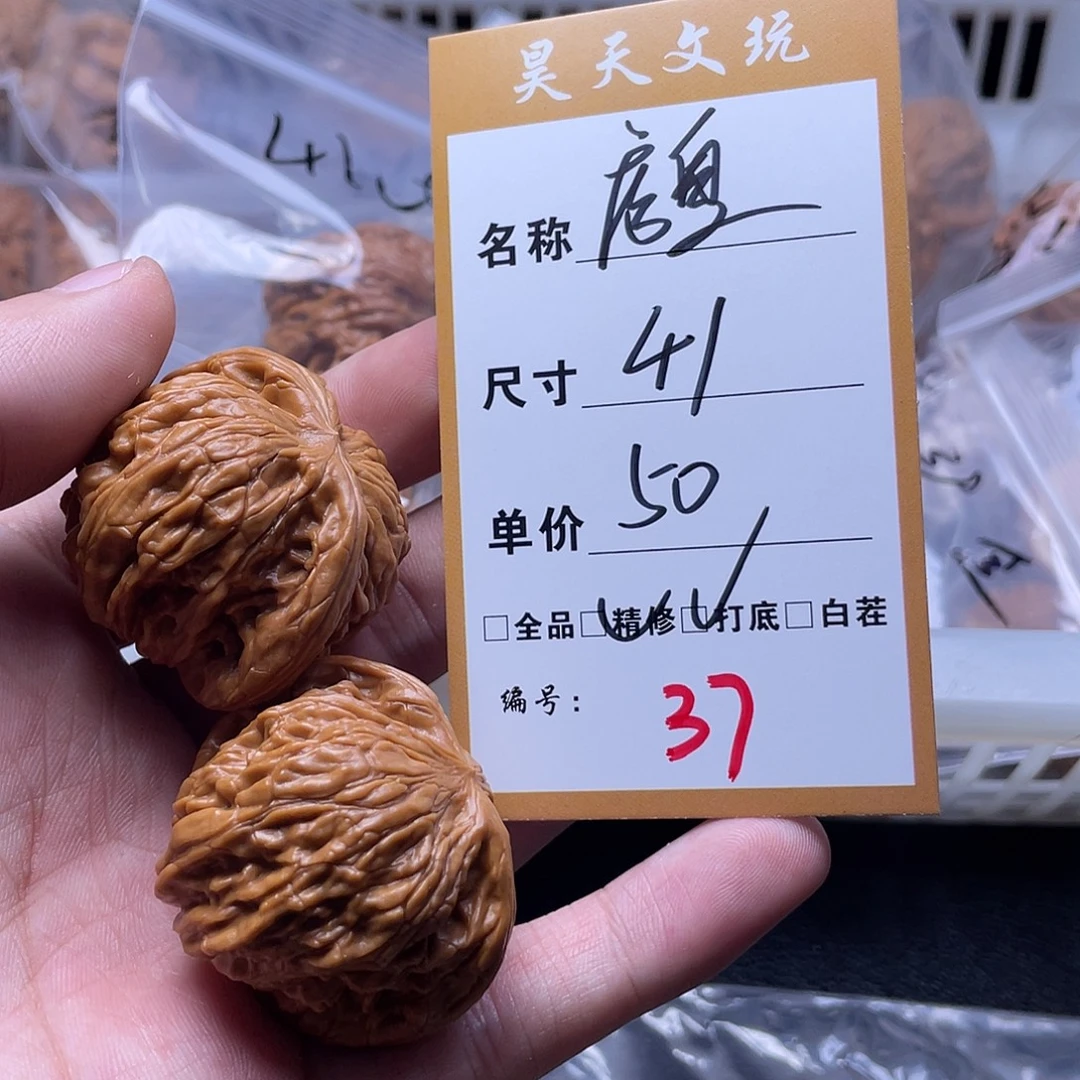 昊天文玩
名称
尺寸 41
单价 50
□全品□精修□打底□白茬
编号: 37